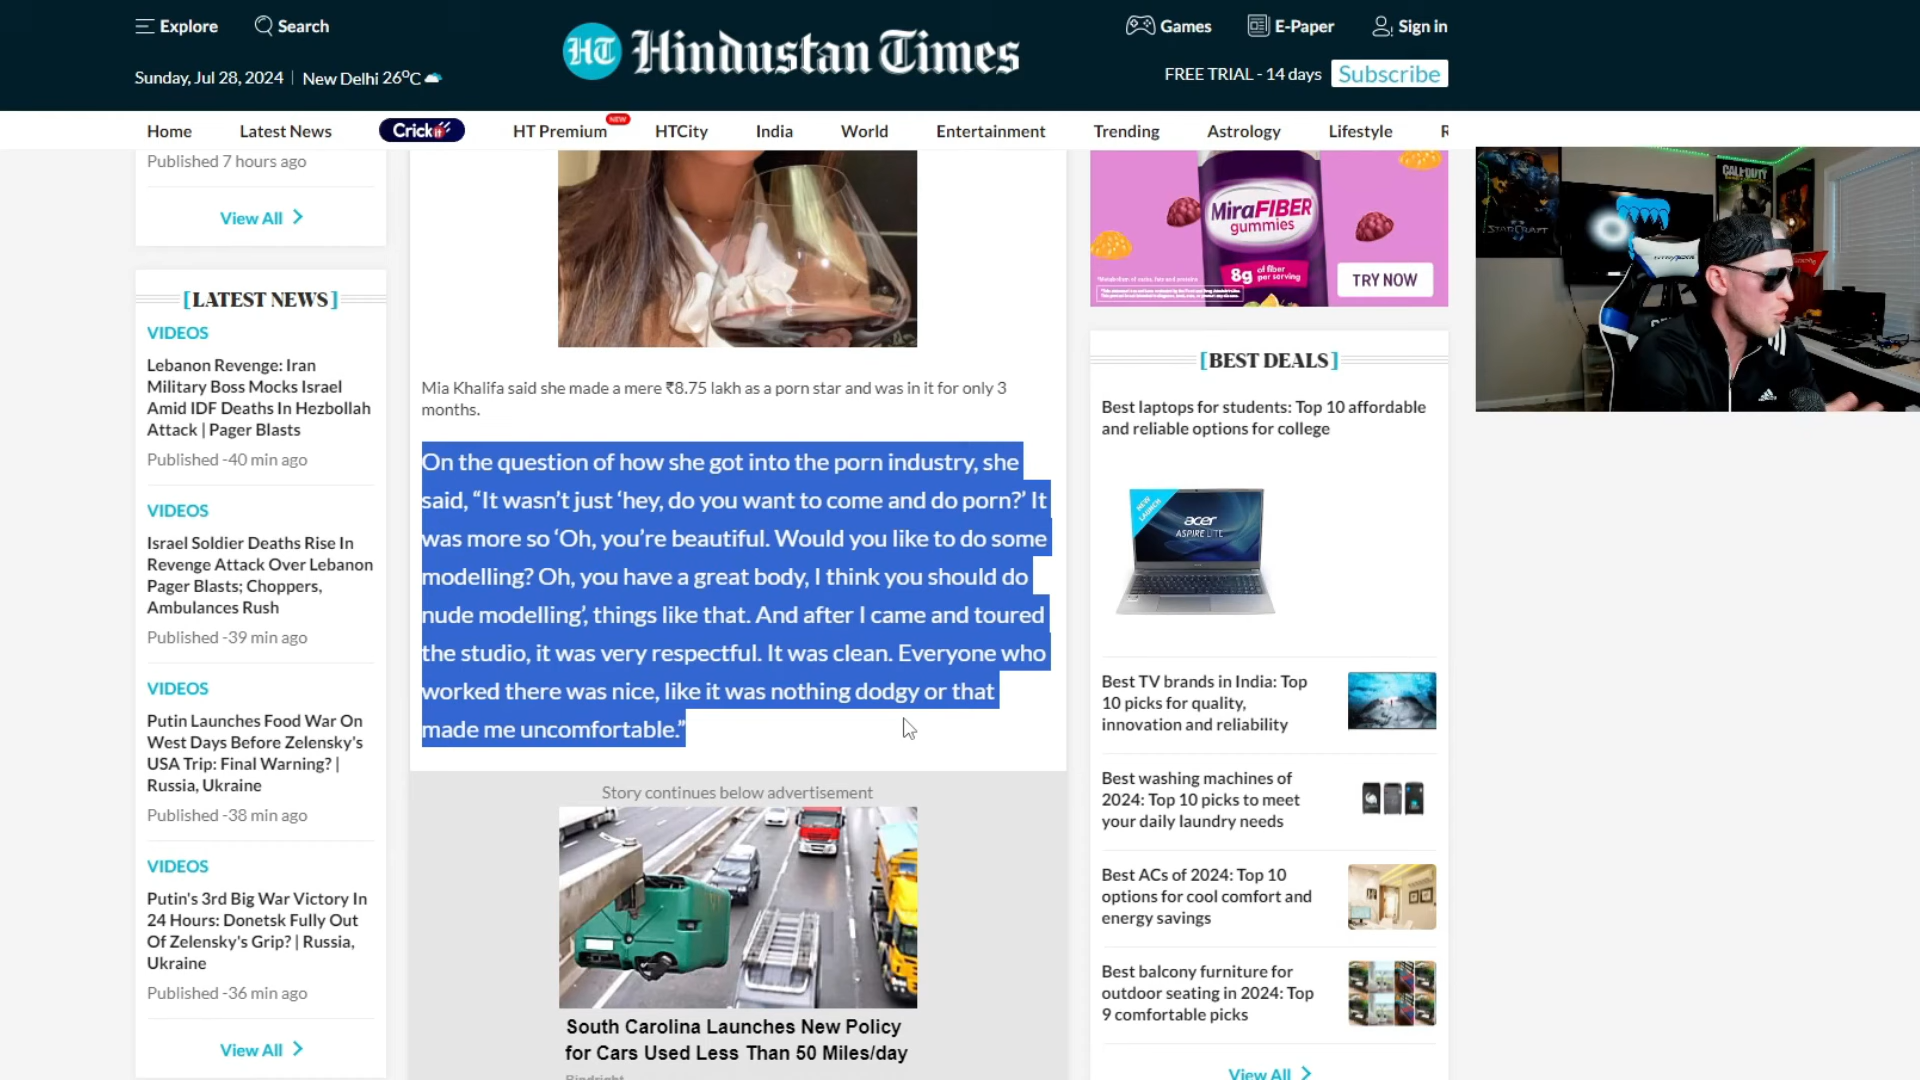 Explore
Search
HT Hindustan Times
Games
E-Paper
Sign in
Sunday, Jul 28, 2024 | New Delhi 26°C
FREE TRIAL - 14 days
Subscribe
Home
Latest News
Crickit
HT Premium
NEW
HTCity
India
World
Entertainment
Trending
Astrology
Lifestyle
Published 7 hours ago
View All
[LATEST NEWS]
VIDEOS
Lebanon Revenge: Iran
Military Boss Mocks Israel
Amid IDF Deaths In Hezbollah
Attack | Pager Blasts
Published -40 min ago
VIDEOS
Israel Soldier Deaths Rise In
Revenge Attack Over Lebanon
Pager Blasts; Choppers,
Ambulances Rush
Published -39 min ago
VIDEOS
Putin Launches Food War On
West Days Before Zelensky's
USA Trip: Final Warning? |
Russia, Ukraine
Published -38 min ago
VIDEOS
Putin's 3rd Big War Victory In
24 Hours: Donetsk Fully Out
Of Zelensky's Grip? | Russia,
Ukraine
Published -36 min ago
View All
Mia Khalifa said she made a mere ₹8.75 lakh as a porn star and was in it for only 3
months.
On the question of how she got into the porn industry, she
said, “It wasn’t just ‘hey, do you want to come and do porn?’ It
was more so ‘Oh, you’re beautiful. Would you like to do some
modelling? Oh, you have a great body, I think you should do
nude modelling’, things like that. And after I came and toured
the studio, it was very respectful. It was clean. Everyone who
worked there was nice, like it was nothing dodgy or that
made me uncomfortable.”
Story continues below advertisement
South Carolina Launches New Policy
for Cars Used Less Than 50 Miles/day
MiraFIBER
gummies
8g of fiber
per serving
TRY NOW
[BEST DEALS]
Best laptops for students: Top 10 affordable
and reliable options for college
NEW
LAUNCH
acer
ASPIRE LITE
Best TV brands in India: Top
10 picks for quality,
innovation and reliability
Best washing machines of
2024: Top 10 picks to meet
your daily laundry needs
Best ACs of 2024: Top 10
options for cool comfort and
energy savings
Best balcony furniture for
outdoor seating in 2024: Top
9 comfortable picks
View All
STARCRAFT
CALL OF DUTY
adidas